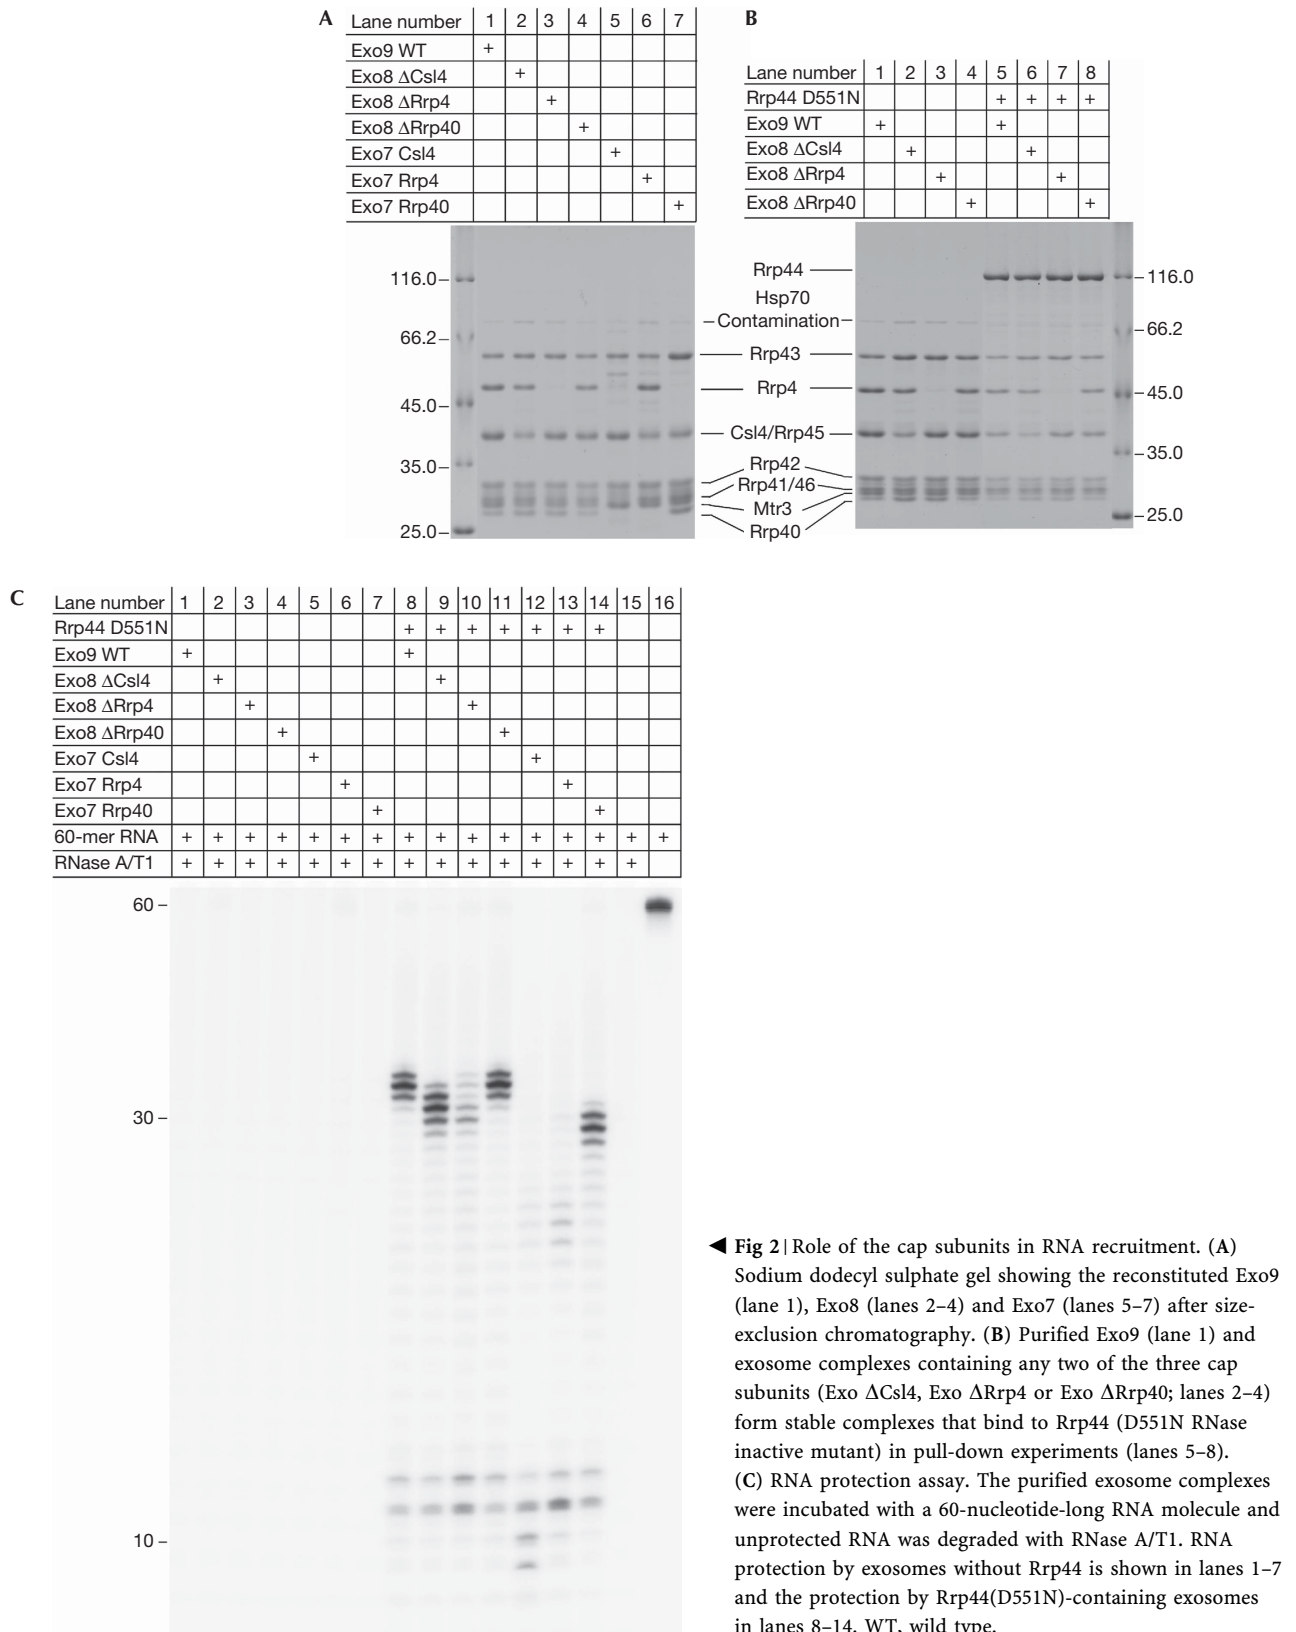 A
Lane number 1 2 3 4 5 6 7
Exo9 WT +
Exo8 ΔCsl4 +
Exo8 ΔRrp4 +
Exo8 ΔRrp40 +
Exo7 Csl4 +
Exo7 Rrp4 +
Exo7 Rrp40 +
116.0–
66.2–
45.0–
35.0–
25.0–
B
Lane number 1 2 3 4 5 6 7 8
Rrp44 D551N + + + +
Exo9 WT + +
Exo8 ΔCsl4 + +
Exo8 ΔRrp4 + +
Exo8 ΔRrp40 + +
Rrp44
Hsp70
Contamination
Rrp43
Rrp4
Csl4/Rrp45
Rrp42
Rrp41/46
Mtr3
Rrp40
–116.0
–66.2
–45.0
–35.0
–25.0
C
Lane number 1 2 3 4 5 6 7 8 9 10 11 12 13 14 15 16
Rrp44 D551N + + + + + + +
Exo9 WT + +
Exo8 ΔCsl4 + +
Exo8 ΔRrp4 + +
Exo8 ΔRrp40 + +
Exo7 Csl4 + +
Exo7 Rrp4 + +
Exo7 Rrp40 + +
60-mer RNA + + + + + + + + + + + + + + + +
RNase A/T1 + + + + + + + + + + + + + + +
60 –
30 –
10 –
◀ Fig 2 | Role of the cap subunits in RNA recruitment. (A)
Sodium dodecyl sulphate gel showing the reconstituted Exo9
(lane 1), Exo8 (lanes 2–4) and Exo7 (lanes 5–7) after size-
exclusion chromatography. (B) Purified Exo9 (lane 1) and
exosome complexes containing any two of the three cap
subunits (Exo ΔCsl4, Exo ΔRrp4 or Exo ΔRrp40; lanes 2–4)
form stable complexes that bind to Rrp44 (D551N RNase
inactive mutant) in pull-down experiments (lanes 5–8).
(C) RNA protection assay. The purified exosome complexes
were incubated with a 60-nucleotide-long RNA molecule and
unprotected RNA was degraded with RNase A/T1. RNA
protection by exosomes without Rrp44 is shown in lanes 1–7
and the protection by Rrp44(D551N)-containing exosomes
in lanes 8–14. WT, wild type.